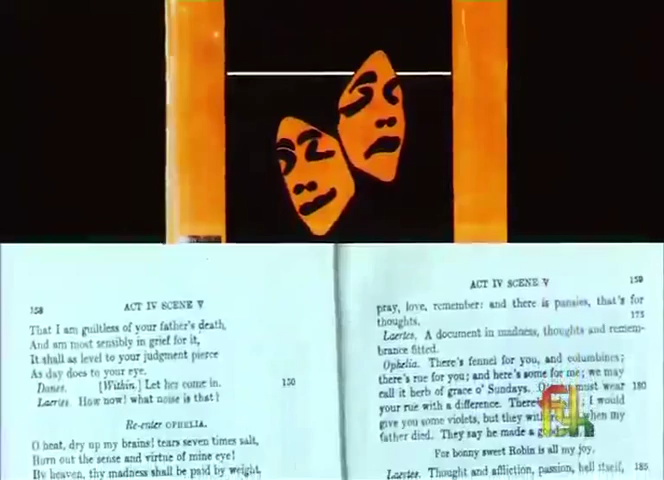 158
ACT IV SCENE V
That I am guiltless of your father's death,
And am most sensibly in grief for it,
It shall as level to your judgment pierce
As day does to your eye.
Danes. [Within.] Let her come in. 150
Laertes. How now! what noise is that?
Re-enter OPHELIA.
O heat, dry up my brains! tears seven times salt,
Burn out the sense and virtue of mine eye!
By heaven, thy madness shall be paid by weight,
ACT IV SCENE V
159
pray, love, remember: and there is pansies, that's for
thoughts. 175
Laertes. A document in madness, thoughts and remem-
brance fitted.
Ophelia. There's fennel for you, and columbines;
there's rue for you; and here's some for me; we may
call it herb of grace o' Sundays. must wear 180
your rue with a difference. I would
give you some violets, but they when my
father died. They say he made a
For bonny sweet Robin is all my joy.
Laertes. Thought and affliction, passion, hell itself, 185